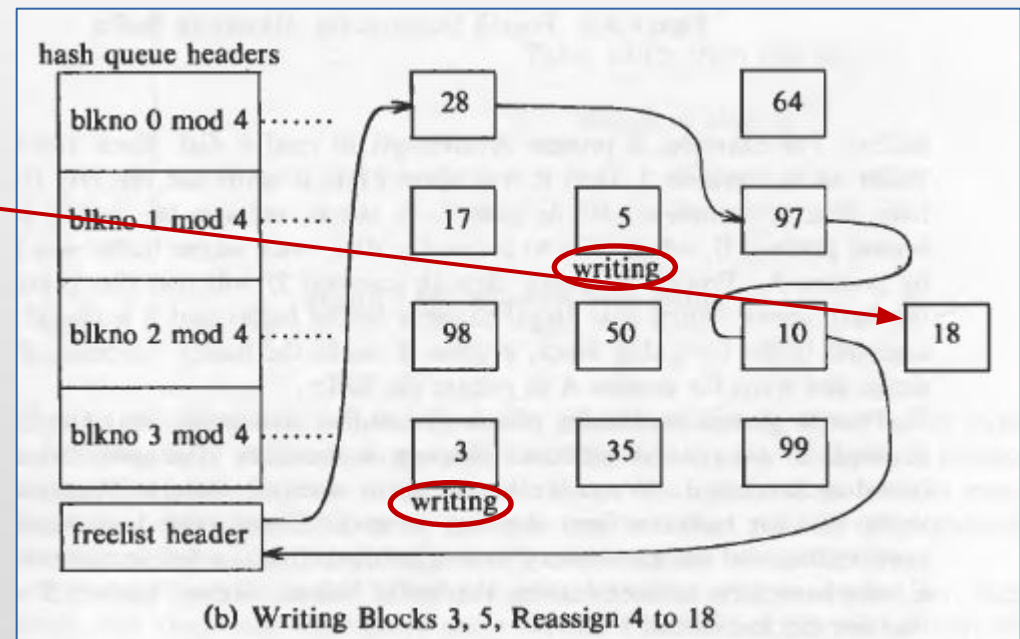 hash queue headers
blkno 0 mod 4 ...... 28 64
blkno 1 mod 4 ...... 17 5 97
writing
blkno 2 mod 4 ...... 98 50 10 18
blkno 3 mod 4 ...... 3 35 99
writing
freelist header
(b) Writing Blocks 3, 5, Reassign 4 to 18